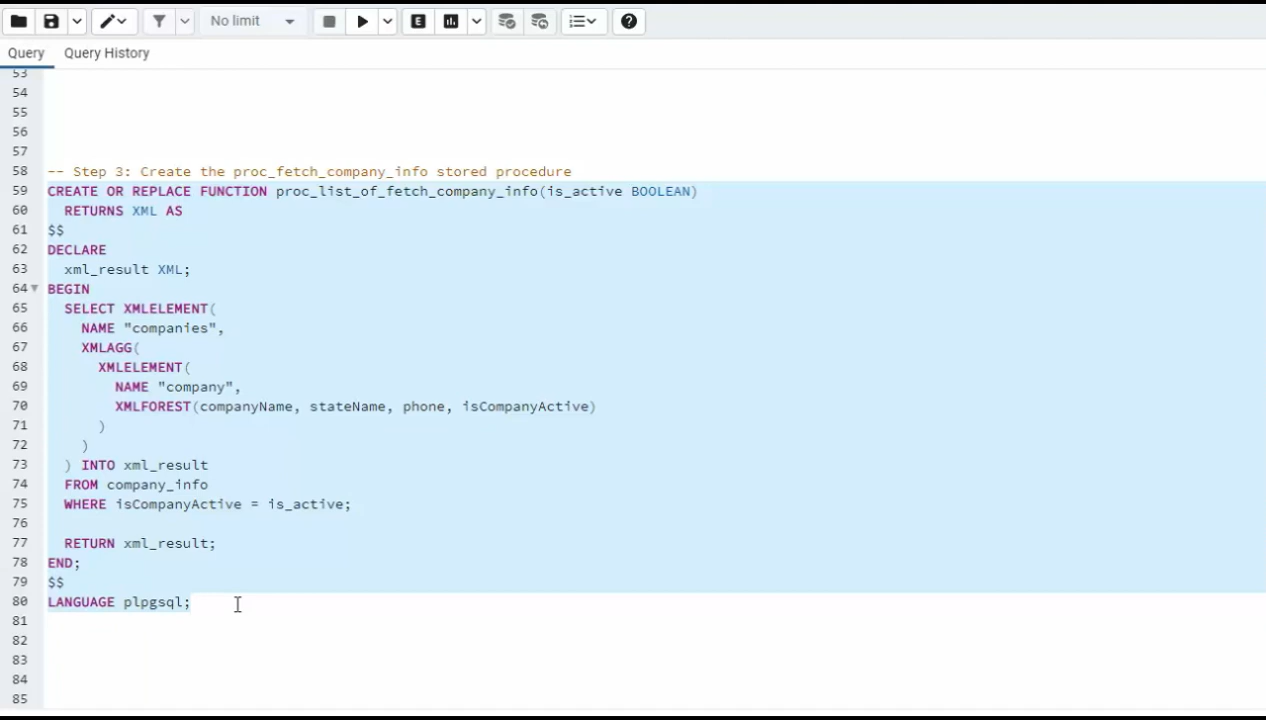 No limit
E
Query Query History
53
54
55
56
57
58 -- Step 3: Create the proc_fetch_company_info stored procedure
59 CREATE OR REPLACE FUNCTION proc_list_of_fetch_company_info(is_active BOOLEAN)
60 RETURNS XML AS
61 $$
62 DECLARE
63 xml_result XML;
64 BEGIN
65 SELECT XMLELEMENT(
66 NAME "companies",
67 XMLAGG(
68 XMLELEMENT(
69 NAME "company",
70 XMLFOREST(companyName, stateName, phone, isCompanyActive)
71 )
72 )
73 ) INTO xml_result
74 FROM company_info
75 WHERE isCompanyActive = is_active;
76
77 RETURN xml_result;
78 END;
79 $$
80 LANGUAGE plpgsql;
81
82
83
84
85